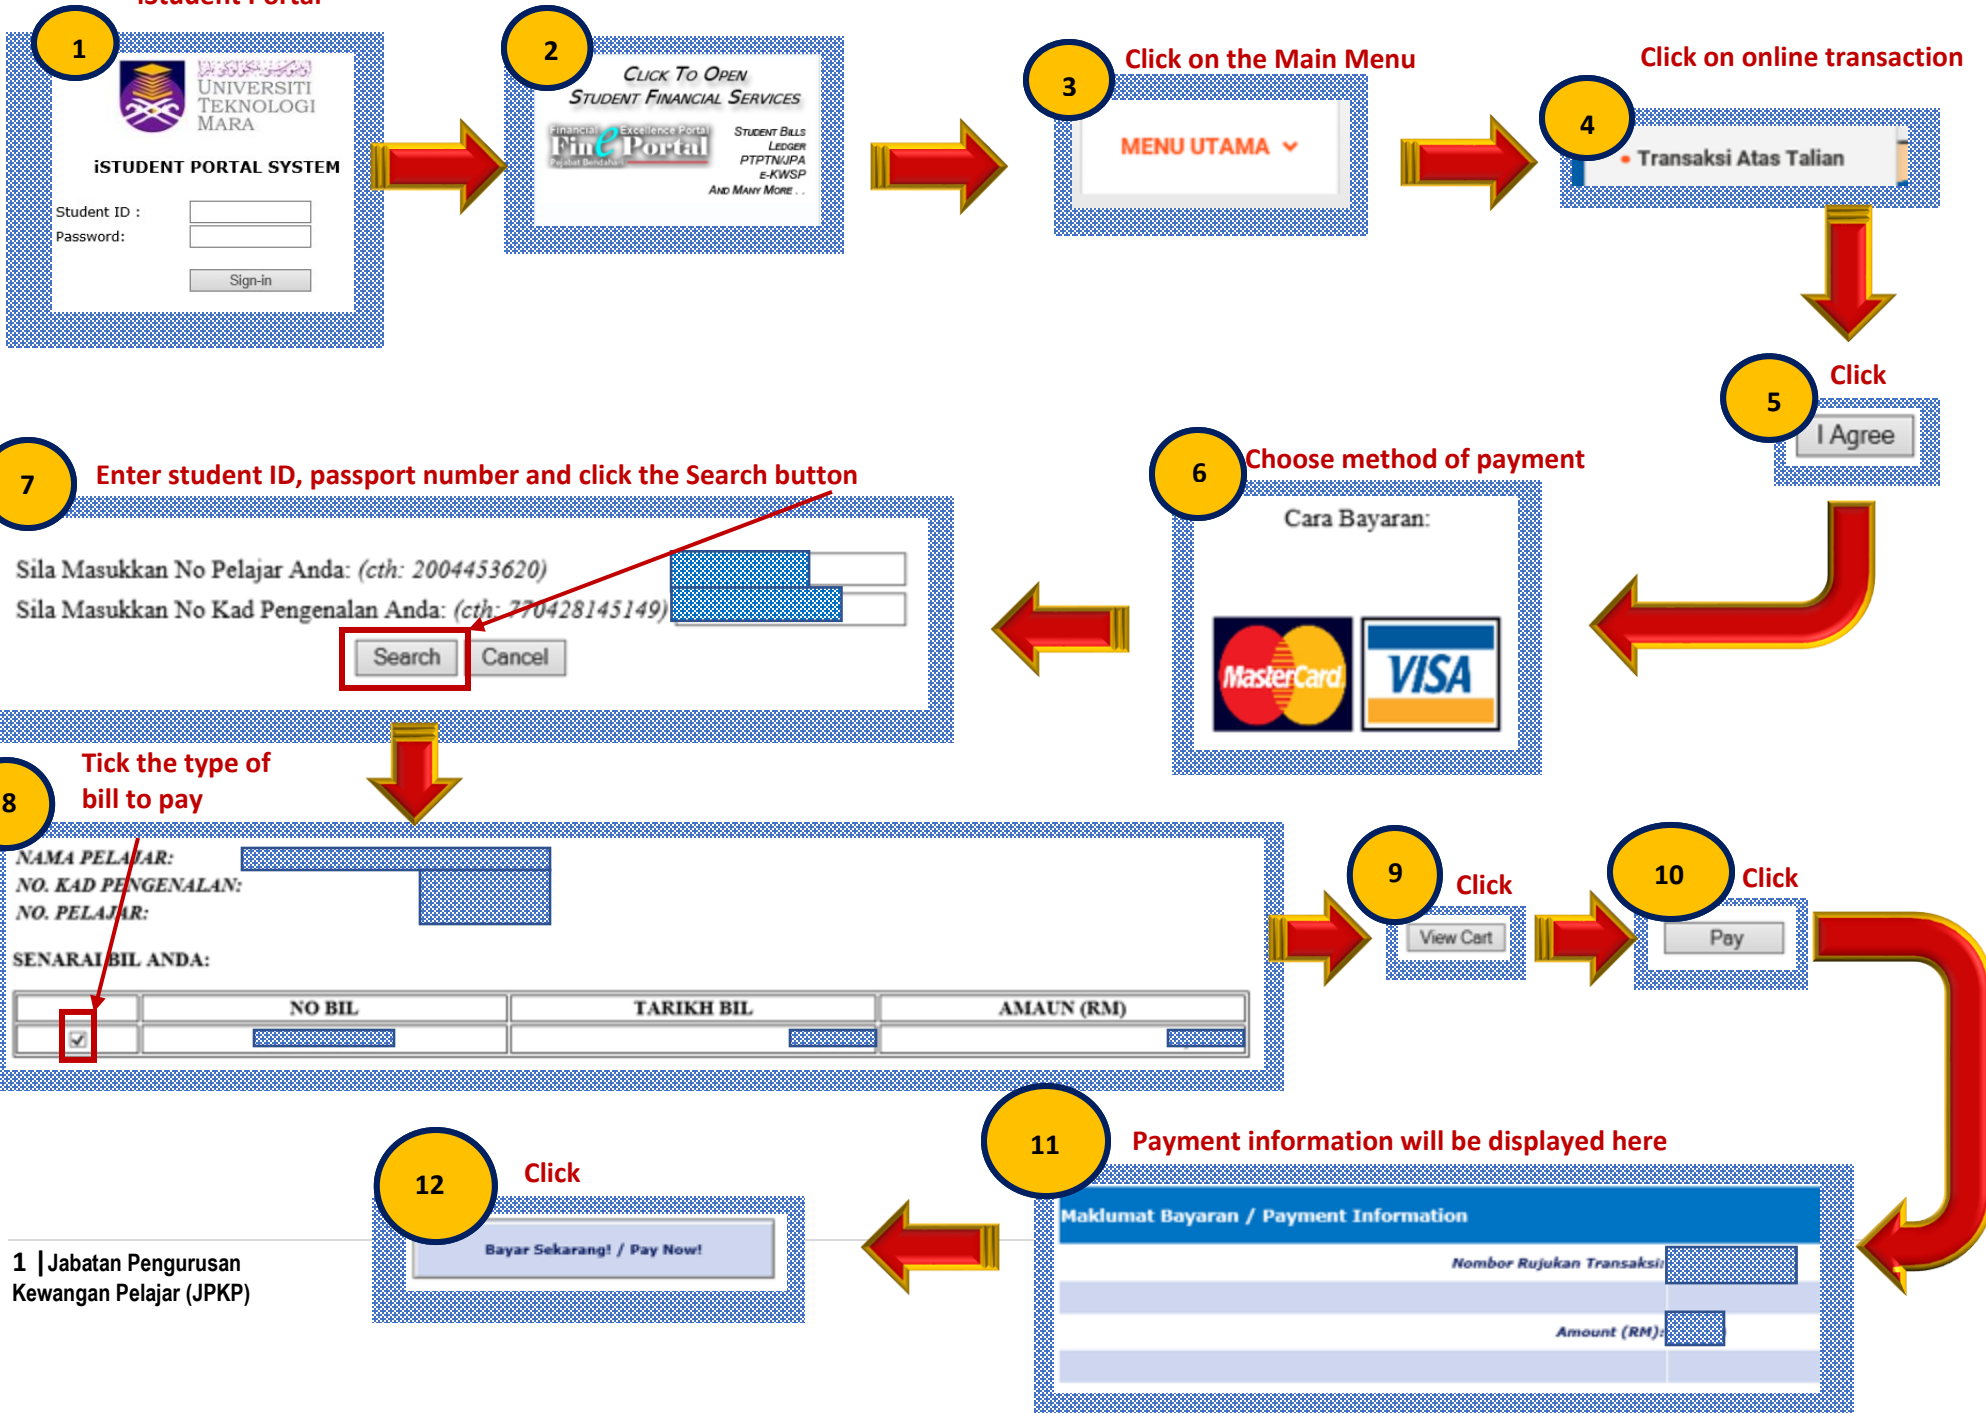 iStudent Portal
1
UNIVERSITI
TEKNOLOGI
MARA
iSTUDENT PORTAL SYSTEM
Student ID :
Password:
Sign-in
2
CLICK TO OPEN
STUDENT FINANCIAL SERVICES
Financial Excellence Portal
Fin e Portal
Pejabat Bendahari
STUDENT BILLS
LEDGER
PTPTN/JPA
E-KWSP
AND MANY MORE . .
3
Click on the Main Menu
MENU UTAMA
Click on online transaction
4
• Transaksi Atas Talian
5
Click
I Agree
6
Choose method of payment
Cara Bayaran:
MasterCard
VISA
7
Enter student ID, passport number and click the Search button
Sila Masukkan No Pelajar Anda: (cth: 2004453620)
Sila Masukkan No Kad Pengenalan Anda: (cth: 770428145149)
Search Cancel
8
Tick the type of
bill to pay
NAMA PELAJAR:
NO. KAD PENGENALAN:
NO. PELAJAR:
SENARAI BIL ANDA:
NO BIL TARIKH BIL AMAUN (RM)
9
Click
View Cart
10
Click
Pay
11
Payment information will be displayed here
Maklumat Bayaran / Payment Information
Nombor Rujukan Transaksi:
Amount (RM):
12
Click
Bayar Sekarang! / Pay Now!
1 | Jabatan Pengurusan
Kewangan Pelajar (JPKP)